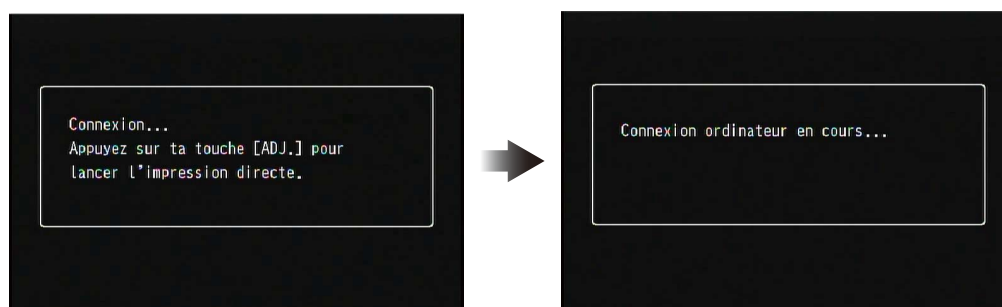 Connexion...
Appuyez sur ta touche [ADJ.] pour
lancer l'impression directe.
Connexion ordinateur en cours...